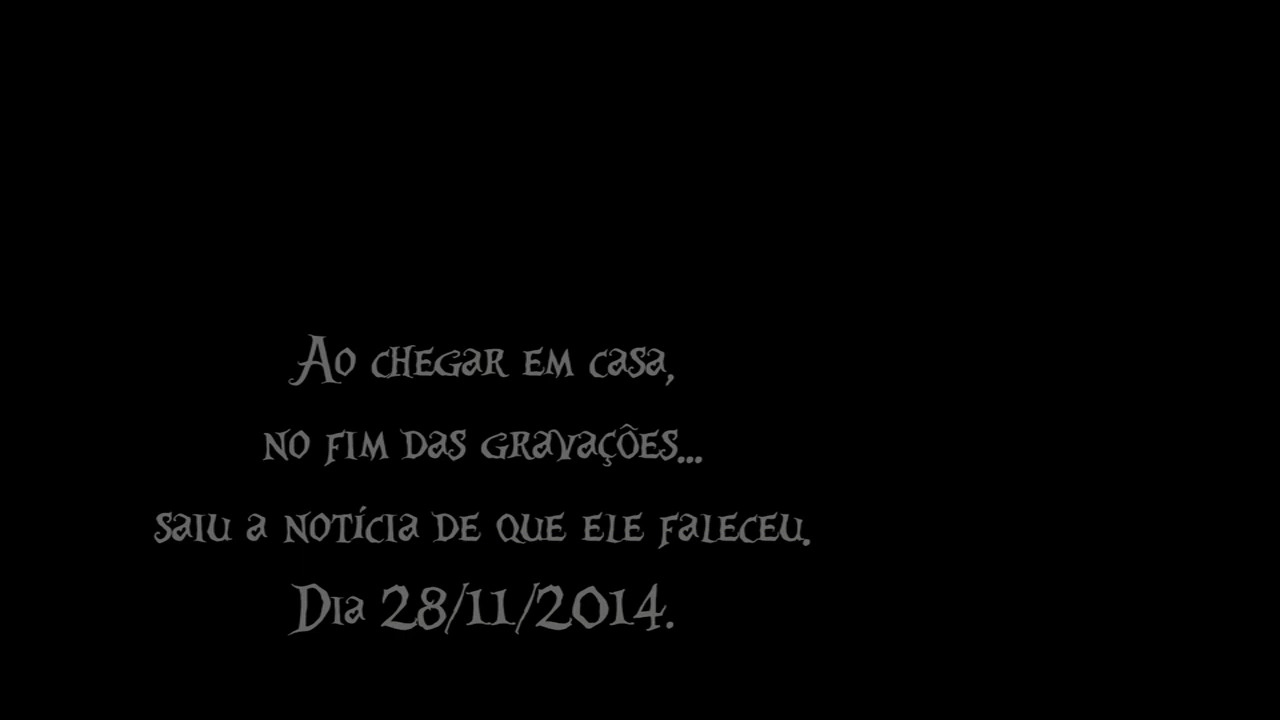 Ao chegar em casa,
no fim das gravações...
saiu a notícia de que ele faleceu.
Dia 28/11/2014.